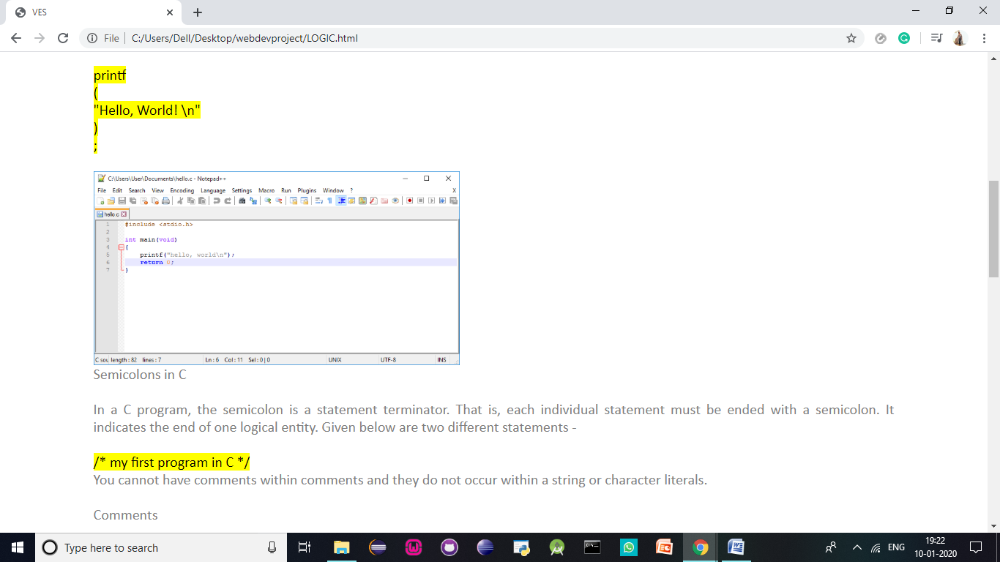 VES
File
C:/Users/Dell/Desktop/webdevproject/LOGIC.html
printf
(
"Hello, World! \n"
)
;
C:\Users\User\Documents\hello.c - Notepad++
File Edit Search View Encoding Language Settings Macro Run Plugins Window ? X
hello.c
1 #include <stdio.h>
2
3 int main(void)
4 {
5 printf("hello, world\n");
6 return 0;
7 }
C sou length : 82 lines : 7 Ln : 6 Col : 11 Sel : 0 | 0 UNIX UTF-8 INS
Semicolons in C
In a C program, the semicolon is a statement terminator. That is, each individual statement must be ended with a semicolon. It
indicates the end of one logical entity. Given below are two different statements -
/* my first program in C */
You cannot have comments within comments and they do not occur within a string or character literals.
Comments
Type here to search
ENG
19:22
10-01-2020